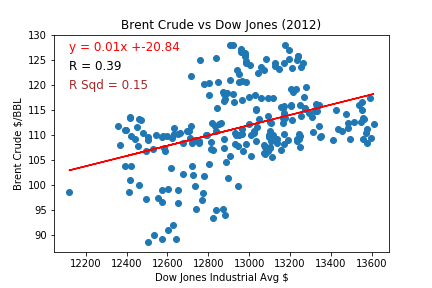 Brent Crude vs Dow Jones (2012)
y = 0.01x +-20.84
R = 0.39
R Sqd = 0.15
Brent Crude $/BBL
130
125
120
115
110
105
100
95
90
12200 12400 12600 12800 13000 13200 13400 13600
Dow Jones Industrial Avg $